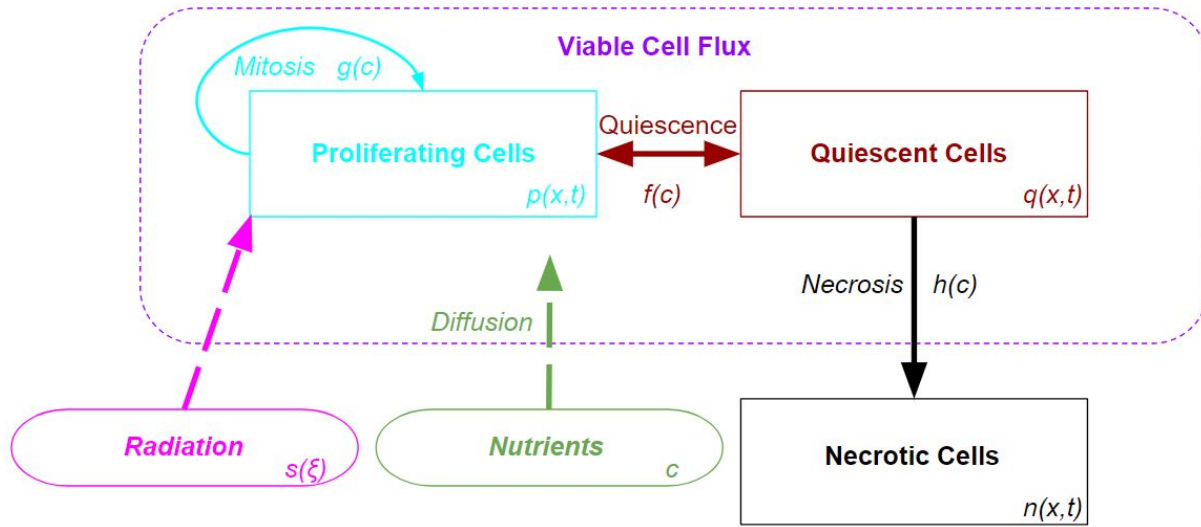 Viable Cell Flux
Mitosis g(c)
Proliferating Cells
p(x,t)
Quiescence
f(c)
Quiescent Cells
q(x,t)
Necrosis h(c)
Diffusion
Radiation
s(ξ)
Nutrients
c
Necrotic Cells
n(x,t)